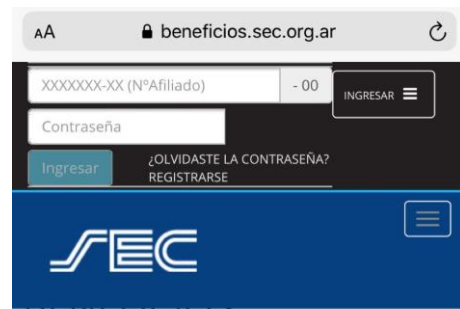 AA beneficios.sec.org.ar
XXXXXXX-XX (NºAfiliado) - 00 INGRESAR
Contraseña
Ingresar ¿OLVIDASTE LA CONTRASEÑA?
REGISTRARSE
SEC